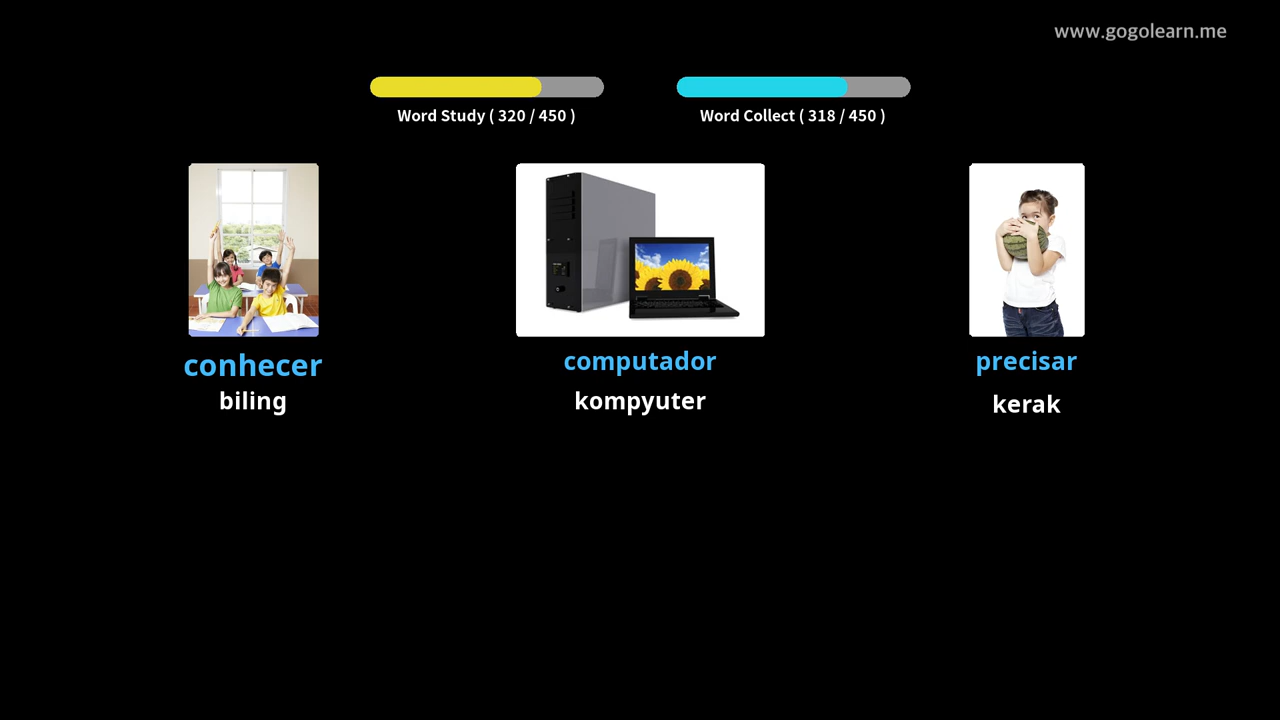 www.gogolearn.me
Word Study ( 320 / 450 )
Word Collect ( 318 / 450 )
conhecer
biling
computador
kompyuter
precisar
kerak